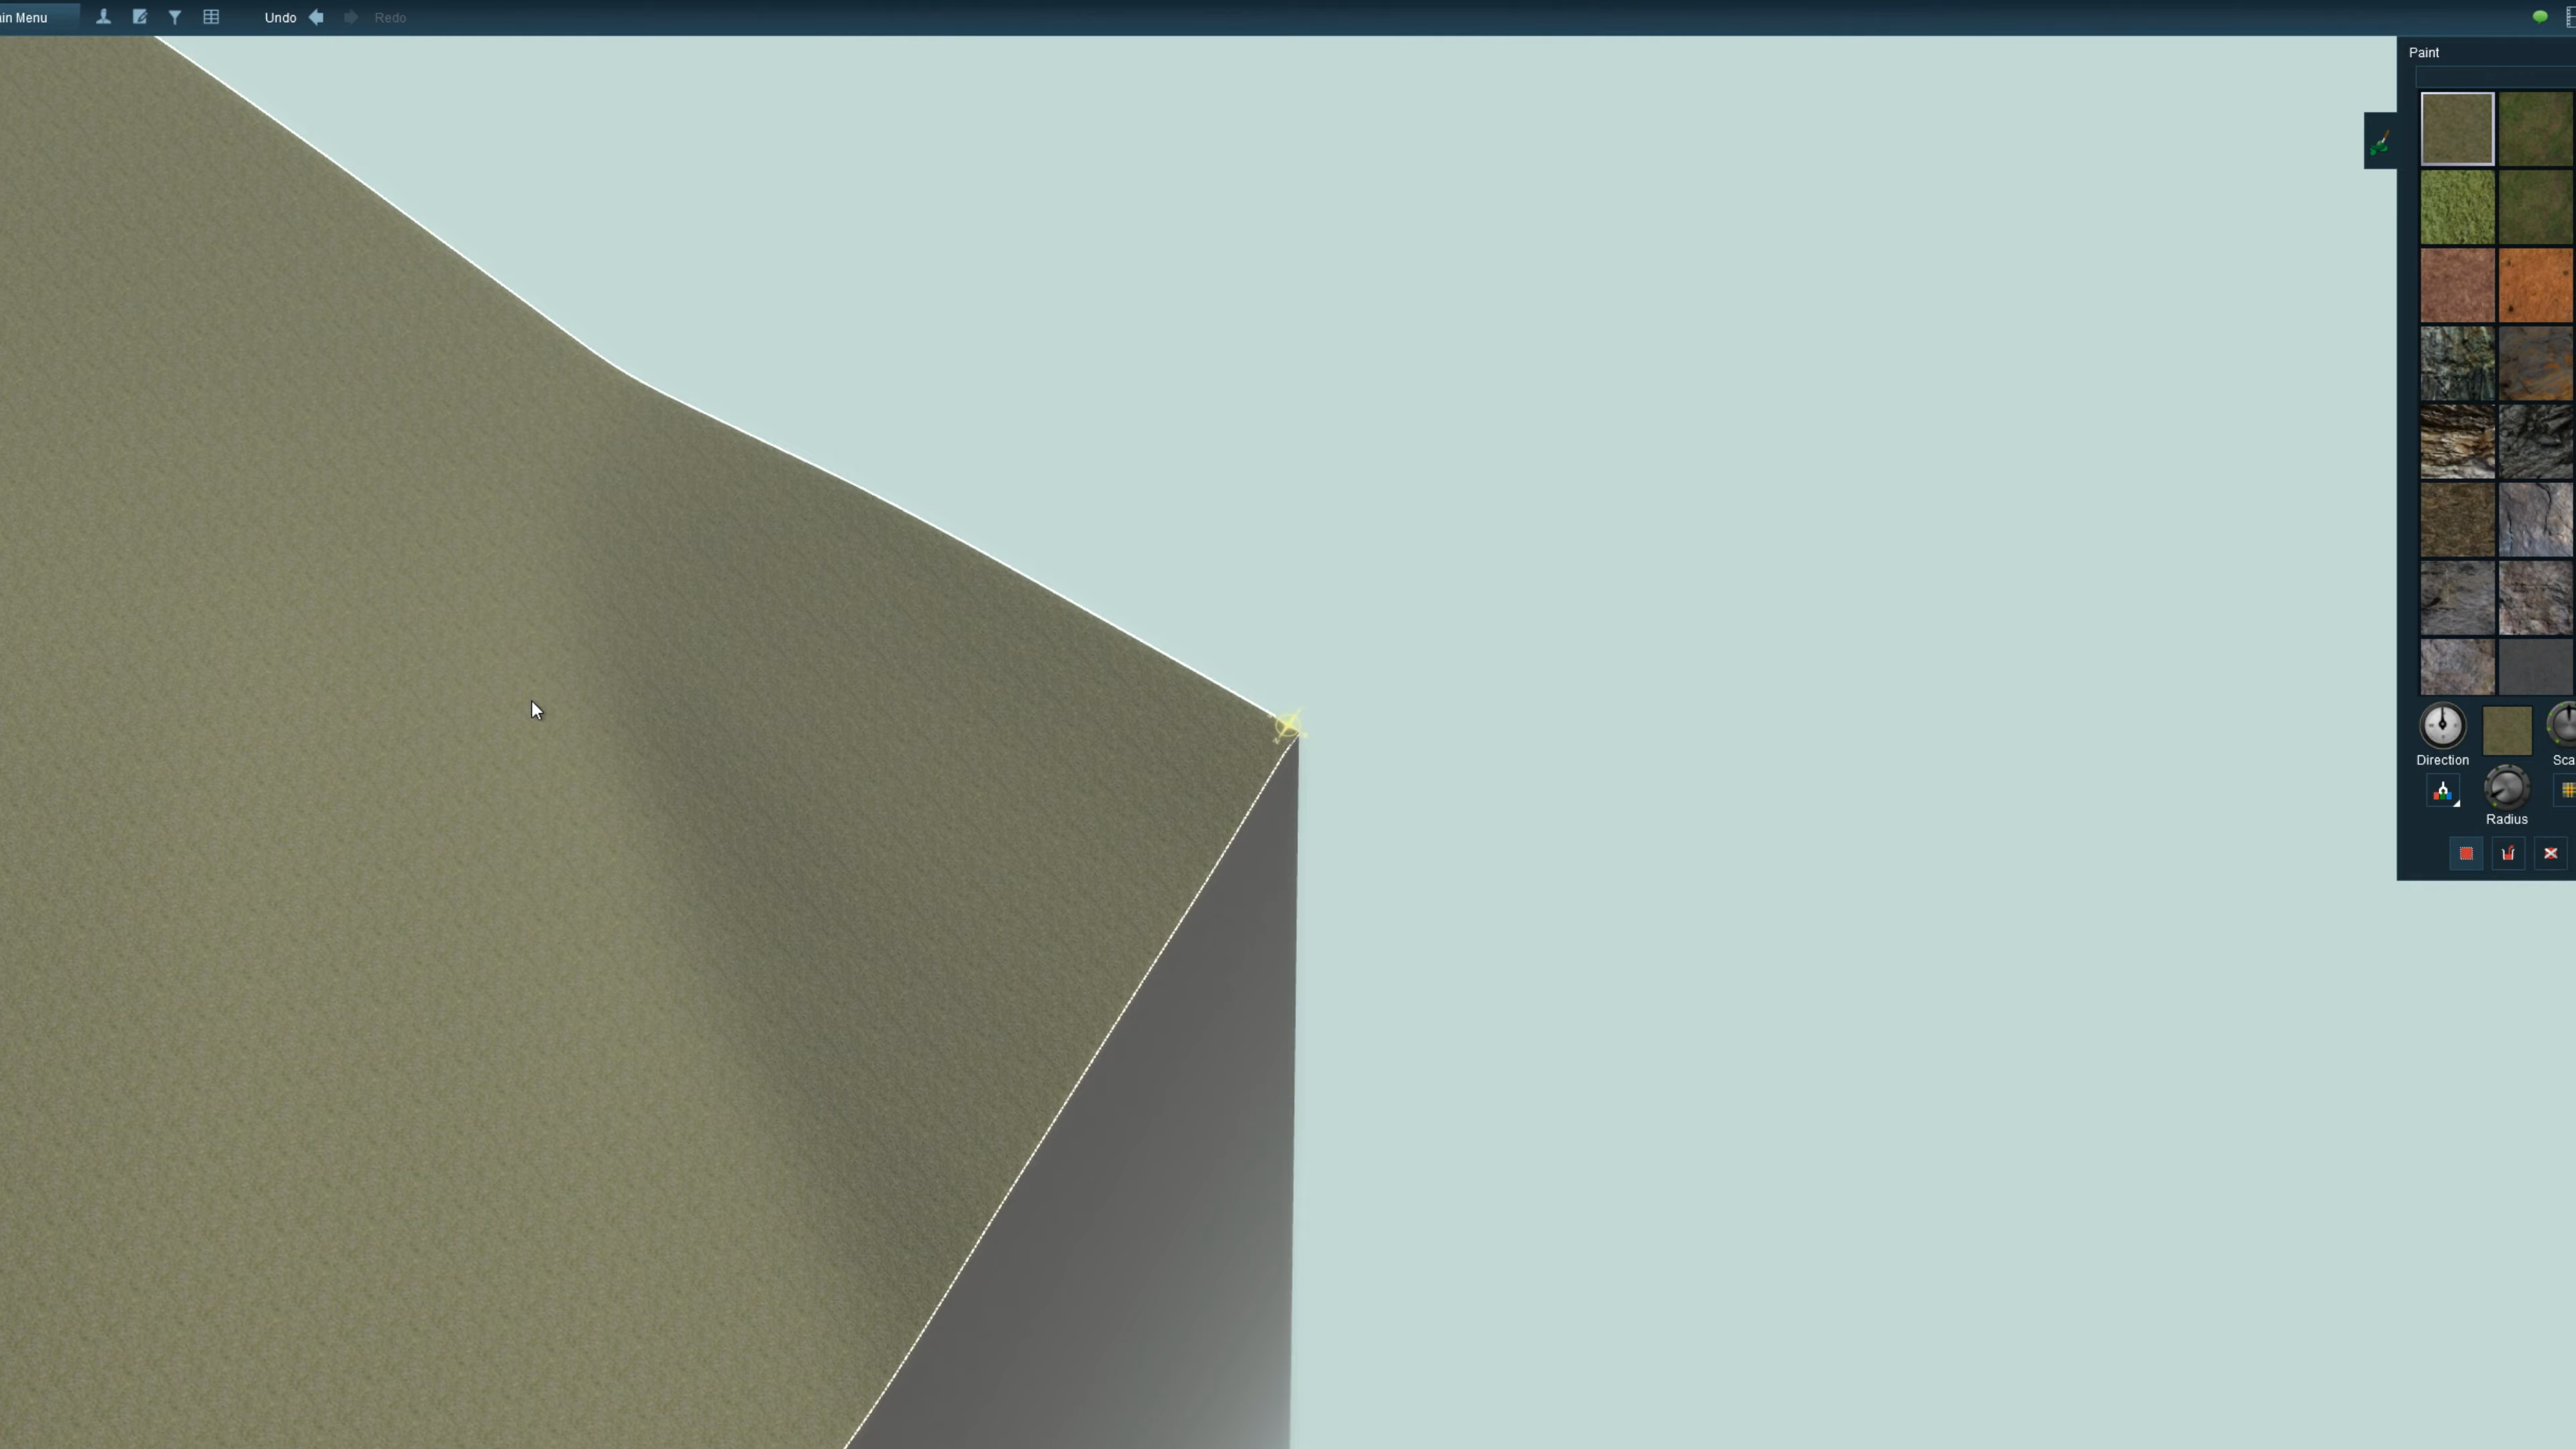 in Menu
Undo
Redo
Paint
Direction
Sca
Radius